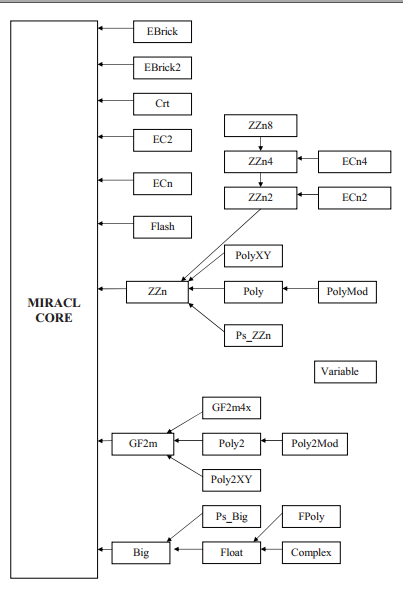 EBrick
EBrick2
Crt
ZZn8
EC2
ZZn4
ECn4
ECn
ZZn2
ECn2
Flash
PolyXY
MIRACL
CORE
ZZn
Poly
PolyMod
Ps_ZZn
Variable
GF2m4x
GF2m
Poly2
Poly2Mod
Poly2XY
Ps_Big
FPoly
Big
Float
Complex